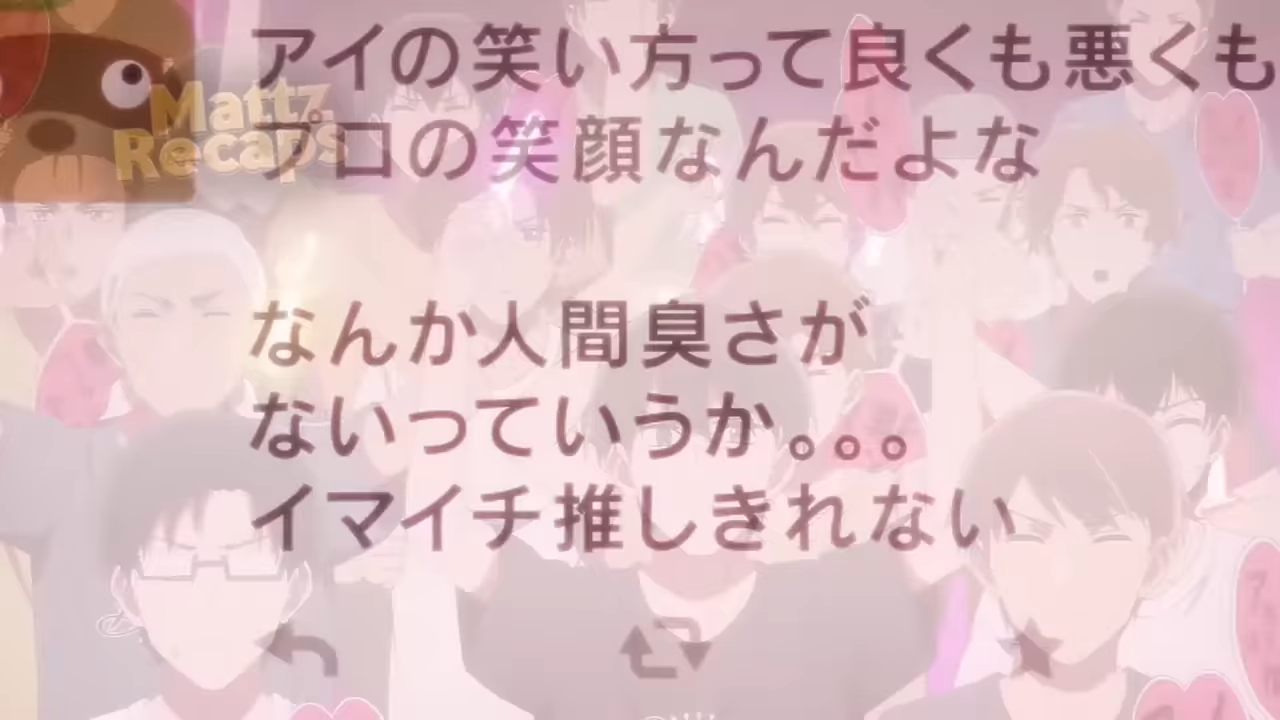 アイの笑い方って良くも悪くも
プロの笑顔なんだよな
Matt7
Recaps
なんか人間臭さが
ないっていうか。。。
イマイチ推しきれない